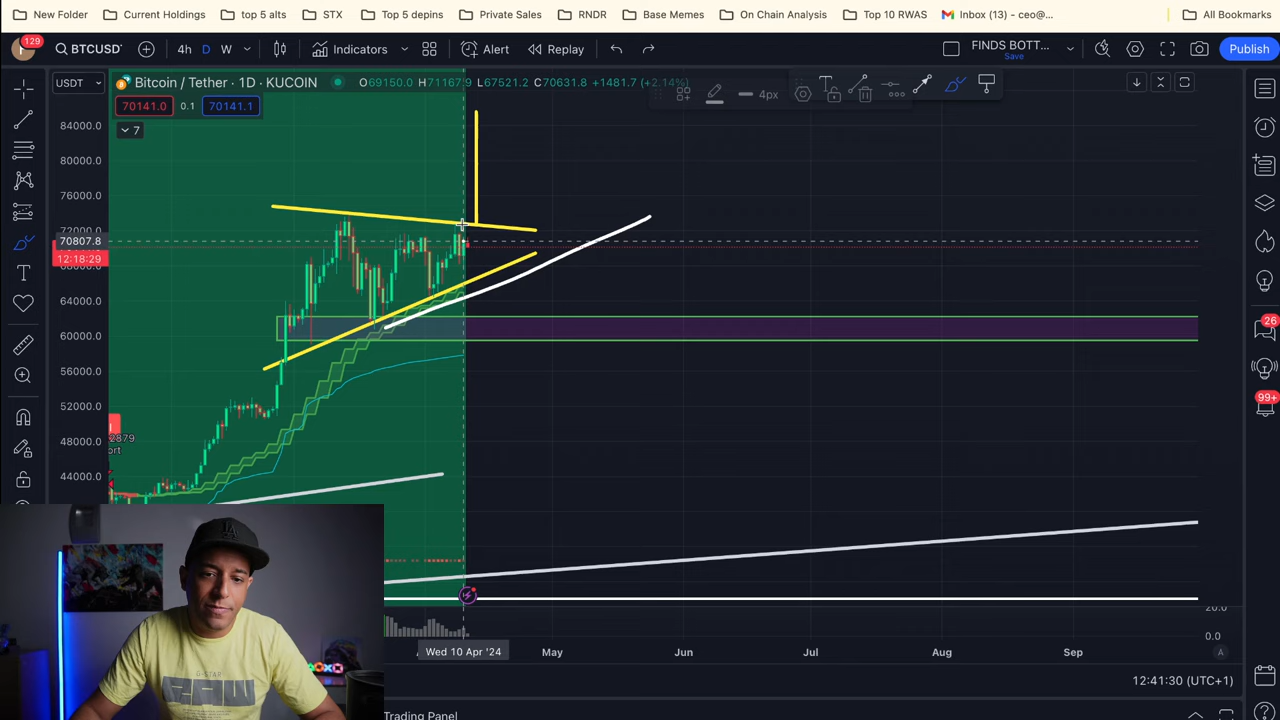 New Folder Current Holdings top 5 alts STX Top 5 depins Private Sales RNDR Base Memes On Chain Analysis Top 10 RWAS Inbox (13) - ceo@... All Bookmarks
129 BTCUSD 4h D W Indicators Alert Replay FINDS BOTT... Save Publish
USDT Bitcoin / Tether · 1D · KUCOIN O69150.0 H71167.9 L67521.2 C70631.8 +1481.7 (+2.14%)
4px
70141.0 0.1 70141.1
7
84000.0
80000.0
76000.0
72000.0
70807.8
12:18:29
68000.0
64000.0
60000.0
56000.0
52000.0
48000.0
44000.0
2879
ort
26
99+
20.0
0.0
Wed 10 Apr '24 May Jun Jul Aug Sep A
12:41:30 (UTC+1)
G-STAR
RAW
Trading Panel